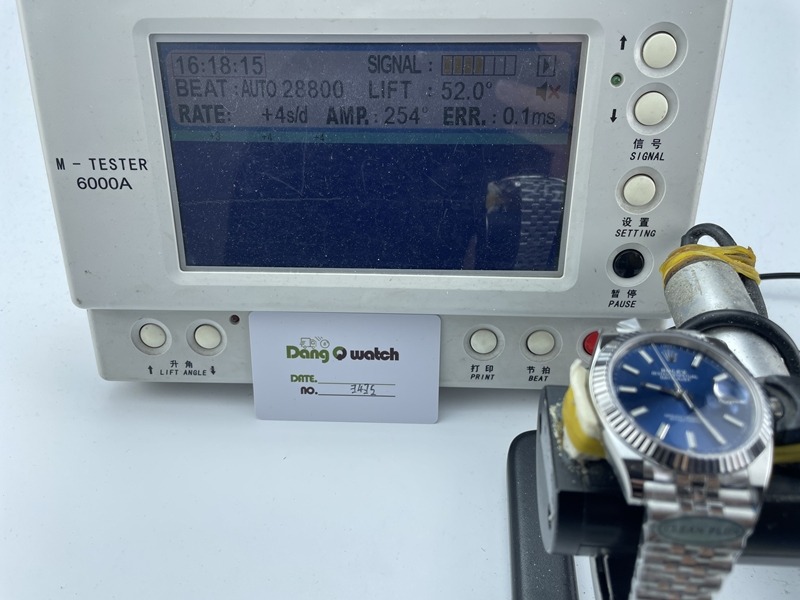 16:18:15 SIGNAL :
BEAT : AUTO 28800 LIFT : 52.0°
RATE: +4s/d AMP. : 254° ERR. : 0.1ms
M - TESTER
6000A
信号
SIGNAL
设置
SETTING
暂停
PAUSE
升角
LIFT ANGLE
打印
PRINT
节拍
BEAT
Dang watch
DATE.
NO. 3435
ROLEX